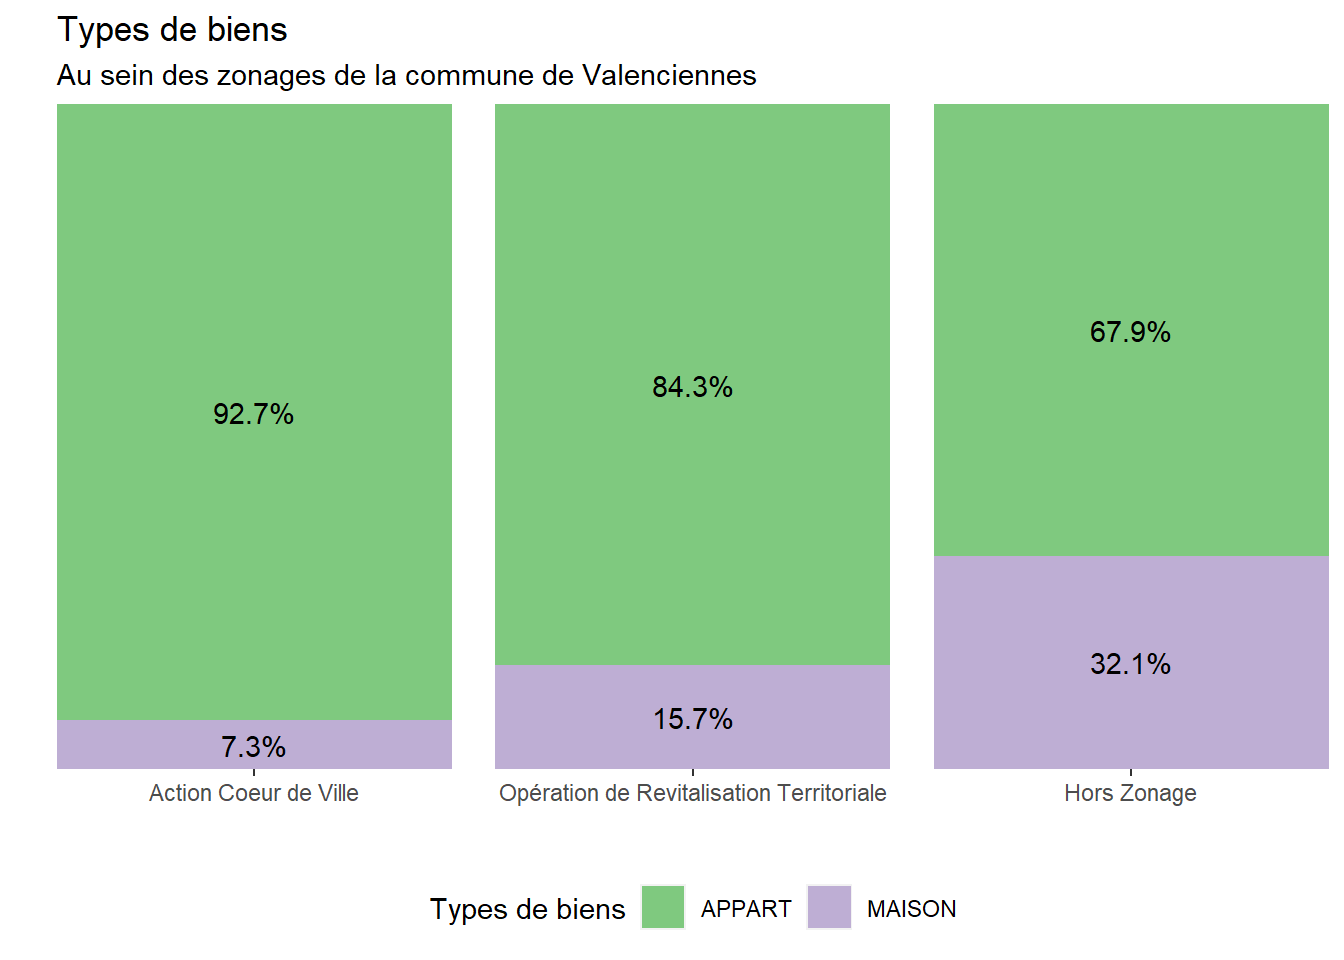 Types de biens
Au sein des zonages de la commune de Valenciennes
67.9%
84.3%
92.7%
32.1%
15.7%
7.3%
Action Coeur de Ville
Opération de Revitalisation Territoriale
Hors Zonage
Types de biens APPART MAISON